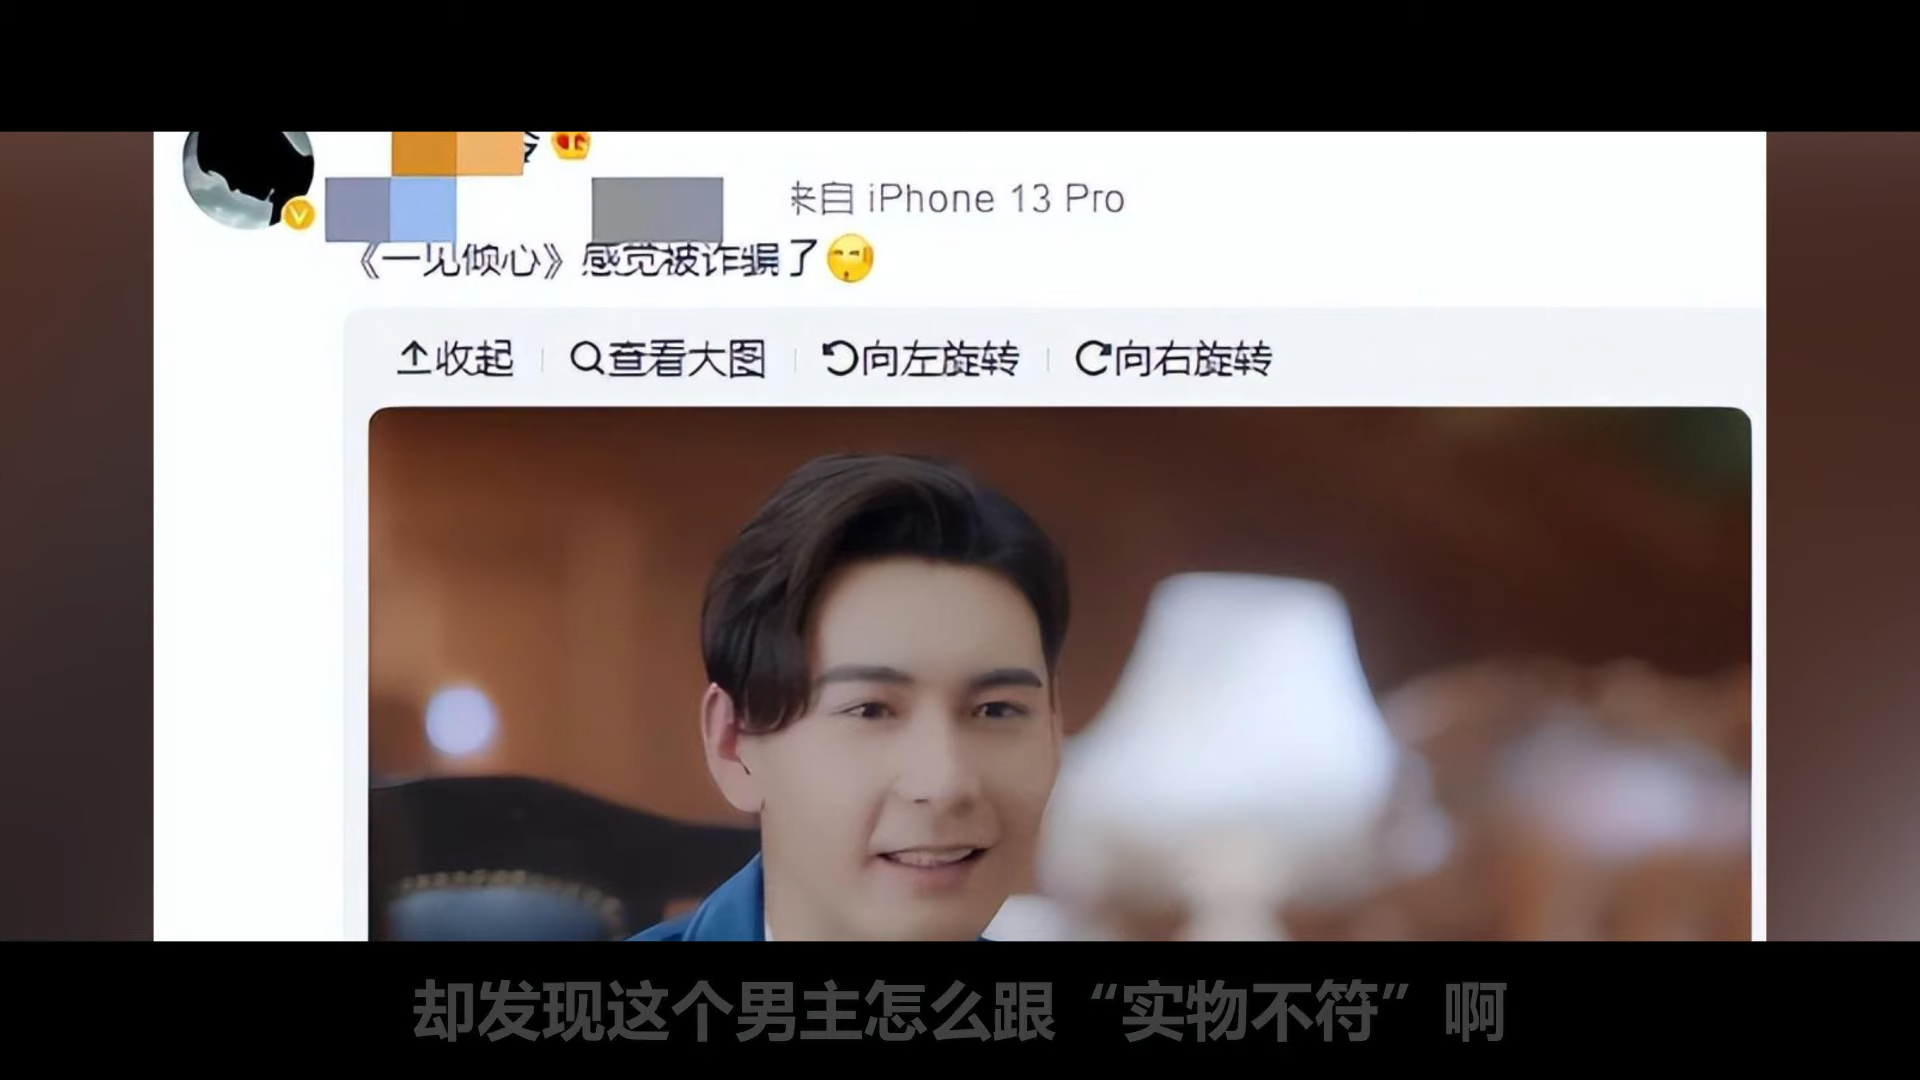 来自 iPhone 13 Pro
《一见倾心》感觉被诈骗了
收起 查看大图 向左旋转 向右旋转
却发现这个男主怎么跟“实物不符”啊